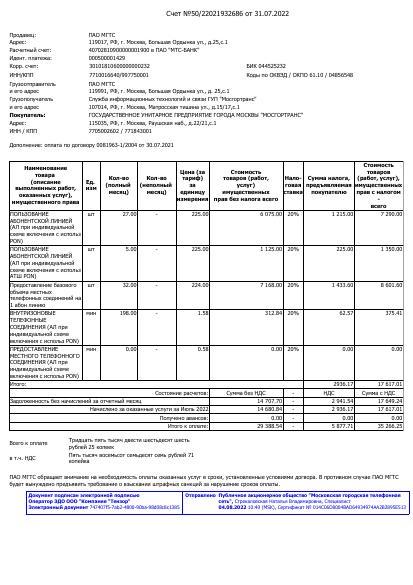 Счет №50/22021932686 от 31.07.2022
Продавец: ПАО МГТС
Адрес: 119017, РФ, г. Москва, Большая Ордынка ул., д.25,с.1
Расчетный счет: в ПАО "МТС-БАНК"
Идент. платежа: 000500001429
Корр. счет: БИК 044525232
ИНН/КПП 7710016640/997750001 Коды по ОКВЭД / ОКПО 61.10 / 04856548
Грузоотправитель ПАО МГТС
и его адрес 119991, РФ, г. Москва, Большая Ордынка ул., д.25, с.1
Грузополучатель Служба информационных технологий и связи ГУП "Мосгортранс"
и его адрес 107014, РФ, г. Москва, Матросская тишина ул., д.15/17, с.1
Покупатель: ГОСУДАРСТВЕННОЕ УНИТАРНОЕ ПРЕДПРИЯТИЕ ГОРОДА МОСКВЫ "МОСГОРТРАНС"
Адрес: 115035, РФ, г. Москва, Раушская наб., д.22/21,с.1
ИНН / КПП 7705002602 / 771843001
Дополнение: оплата по договору 0081963-1/2004 от 31.07.2021
Наименование товара (описание выполненных работ, оказанных услуг), имущественного права
Ед. изм
Кол-во (полный месяц)
Кол-во (неполный месяц)
Цена (за тариф) за единицу измерения
Стоимость товаров (работ, услуг) имущественных прав без налога всего
Нало-говая ставка
Сумма налога, предъявляемая покупателю
Стоимость товаров (работ, услуг), имущественных прав с налогом - всего
ПОЛЬЗОВАНИЕ АБОНЕНТСКОЙ ЛИНИЕЙ (АЛ при индивидуальной схеме включения с использ PON) шт 27.00 - 225.00 6 075.00 20% 1 215.00 7 290.00
ПОЛЬЗОВАНИЕ АБОНЕНТСКОЙ ЛИНИЕЙ (АЛ при индивидуальной схеме включения с использ АТШ PON) шт 5.00 - 225.00 1 125.00 20% 225.00 1 350.00
Предоставление базового объема местных телефонных соединений на 1 абон линию шт 32.00 - 224.00 7 168.00 20% 1 433.60 8 601.60
ВНУТРИЗОНОВЫЕ ТЕЛЕФОННЫЕ СОЕДИНЕНИЯ (АЛ при индивидуальной схеме включения с использ PON) мин 198.00 - 1.58 312.84 20% 62.57 375.41
ПРЕДОСТАВЛЕНИЕ МЕСТНОГО ТЕЛЕФОННОГО СОЕДИНЕНИЯ (АЛ при индивидуальной схеме включения с использ PON) мин 0.00 - 0.58 0.00 20% 0.00 0.00
Итого: 2936.17 17 617.01
Состояние расчетов: Сумма без НДС - НДС Сумма с НДС
Задолженность без начислений за отчетный месяц 14 707.70 - 2 941.54 17 649.24
Начислено за оказанные услуги за Июль 2022 14 680.84 - 2 936.17 17 617.01
Получено авансов: 0.00 - 0.00 0.00
Итого к оплате: 29 388.54 - 5 877.71 35 266.25
Всего к оплате Тридцать пять тысяч двести шестьдесят шесть
рублей 25 копеек
в т.ч. НДС Пять тысяч восемьсот семьдесят семь рублей 71
копейка
ПАО МГТС обращает внимание на необходимость оплаты оказанных услуг в сроки, установленные условиями договора. В противном случае ПАО МГТС
будет вынуждено предъявить требование о взыскании штрафных санкций за нарушение сроков оплаты.
Документ подписан электронной подписью Отправлено Публичное акционерное общество "Московская городская телефонная
Оператор ЭДО ООО "Компания "Тензор" сеть", Наталья Владимировна, Специалист
Электронный документ 04.08.2022 10:40 (MSK), Сертификат №